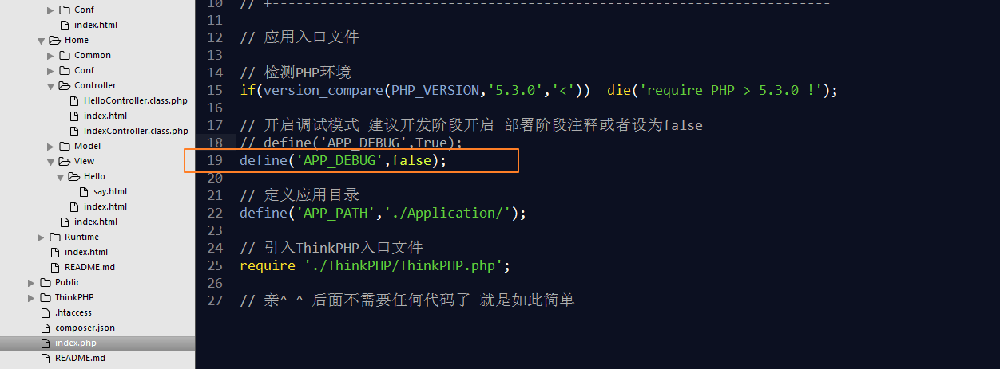 Conf
index.html
Home
Common
Conf
Controller
HelloController.class.php
index.html
IndexController.class.php
Model
View
Hello
say.html
index.html
index.html
Runtime
index.html
README.md
Public
ThinkPHP
.htaccess
composer.json
index.php
README.md
10 // +----------------------------------------------------------------------
11
12 // 应用入口文件
13
14 // 检测PHP环境
15 if(version_compare(PHP_VERSION,'5.3.0','<'))  die('require PHP > 5.3.0 !');
16
17 // 开启调试模式 建议开发阶段开启 部署阶段注释或者设为false
18 // define('APP_DEBUG',True);
19 define('APP_DEBUG',false);
20
21 // 定义应用目录
22 define('APP_PATH','./Application/');
23
24 // 引入ThinkPHP入口文件
25 require './ThinkPHP/ThinkPHP.php';
26
27 // 亲^_^ 后面不需要任何代码了 就是如此简单